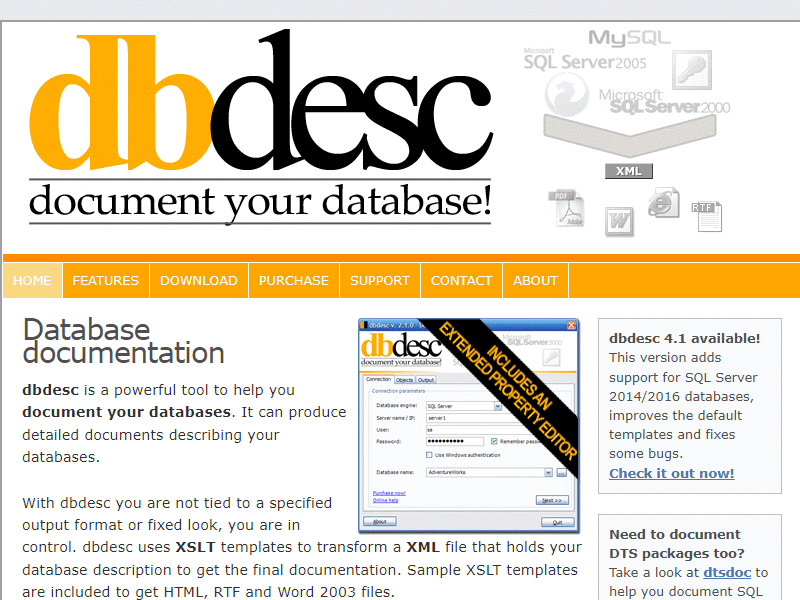 dbdesc
document your database!
MySQL
Microsoft
SQL Server 2005
Microsoft
SQL Server 2000
XML
PDF
Adobe
W
e
RTF
HOME
FEATURES
DOWNLOAD
PURCHASE
SUPPORT
CONTACT
ABOUT
Database
documentation
dbdesc is a powerful tool to help you
document your databases. It can produce
detailed documents describing your
databases.
With dbdesc you are not tied to a specified
output format or fixed look, you are in
control. dbdesc uses XSLT templates to transform a XML file that holds your
database description to get the final documentation. Sample XSLT templates
are included to get HTML, RTF and Word 2003 files.
dbdesc v. 2.1.0
dbdesc
document your database!
SQL Server 2000
INCLUDES AN
EXTENDED PROPERTY EDITOR
Connection
Objects
Output
Connection parameters
Database engine:
SQL Server
Server name / IP:
server1
User:
sa
Password:
Remember
Use Windows authentication
Database name:
AdventureWorks
...
Purchase now!
Online help
Next >>
About
Quit
dbdesc 4.1 available!
This version adds
support for SQL Server
2014/2016 databases,
improves the default
templates and fixes
some bugs.
Check it out now!
Need to document
DTS packages too?
Take a look at dtsdoc to
help you document SQL